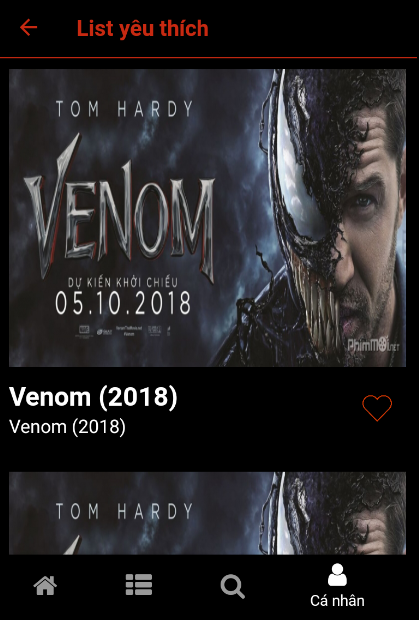 List yêu thích
TOM HARDY
VENOM
DỰ KIẾN KHỞI CHIẾU
05.10.2018
PhimMoi.NET
Venom (2018)
Venom (2018)
TOM HARDY
Cá nhân